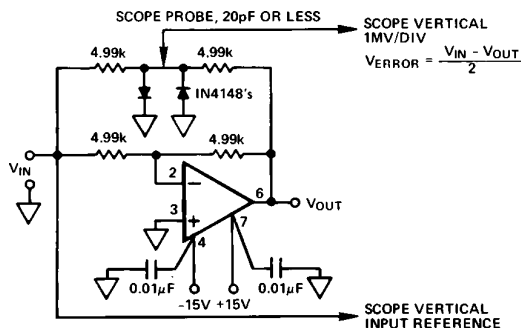 SCOPE PROBE, 20pF OR LESS
SCOPE VERTICAL
1MV/DIV
VERROR = VIN - VOUT
2
4.99k
4.99k
IN4148's
4.99k
4.99k
VIN
2
3
6
VOUT
4
7
0.01μF
-15V +15V
0.01μF
SCOPE VERTICAL
INPUT REFERENCE